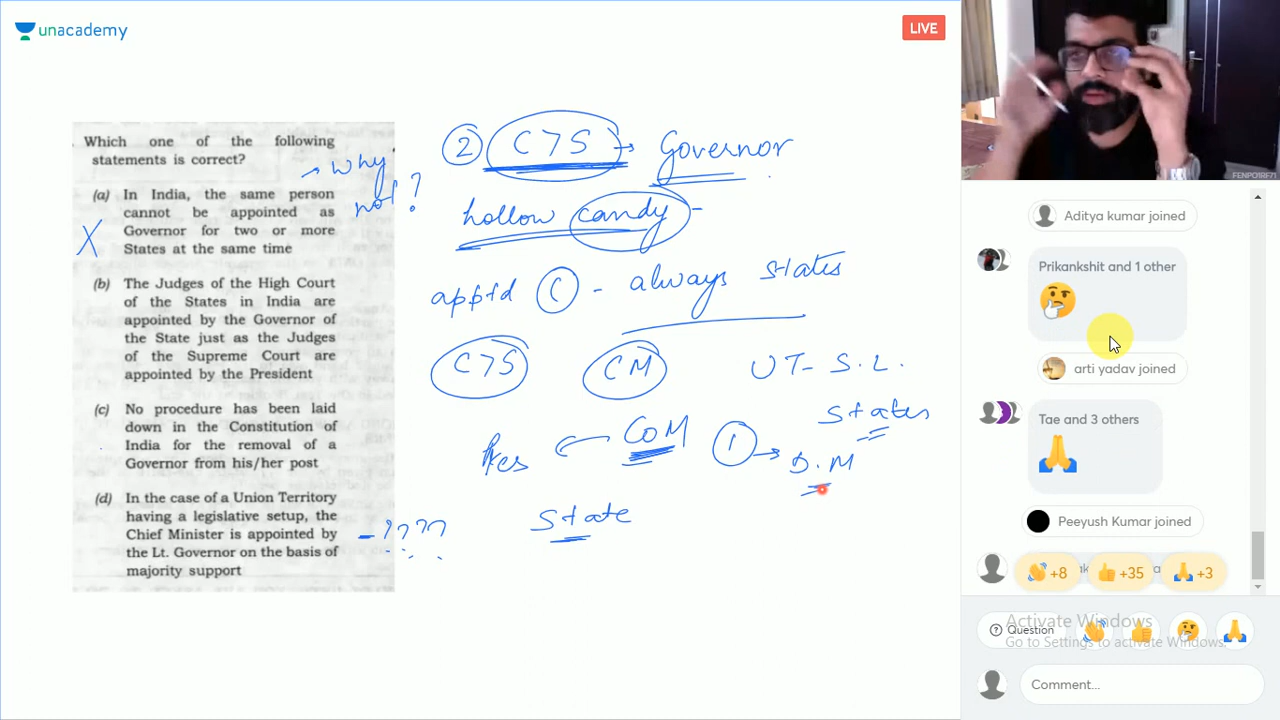 unacademy
LIVE
Which one of the following
statements is correct?
(a) In India, the same person
cannot be appointed as
Governor for two or more
States at the same time
(b) The Judges of the High Court
of the States in India are
appointed by the Governor of
the State just as the Judges
of the Supreme Court are
appointed by the President
(c) No procedure has been laid
down in the Constitution of
India for the removal of a
Governor from his/her post
(d) In the case of a Union Territory
having a legislative setup, the
Chief Minister is appointed by
the Lt. Governor on the basis of
majority support
→ Why
not?
X
- ????
② C > S → Governor
hollow candy -
apptd C - always states
C > S CM UT- S.L.
States
CoM ① →
State
FENPO1RF71
Aditya kumar joined
Prikankshit and 1 other
🤔
arti yadav joined
Tae and 3 others
🙏
Peeyush Kumar joined
👋 +8 👍 +35 🙏 +3
Activate Windows
Go to Settings to activate Windows.
Question
Comment...